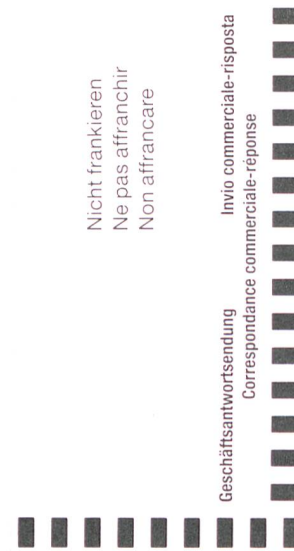 Nicht frankieren
Ne pas affranchir
Non affrancare
Geschäftsantwortsendung Invio commerciale-risposta
Correspondance commerciale-réponse